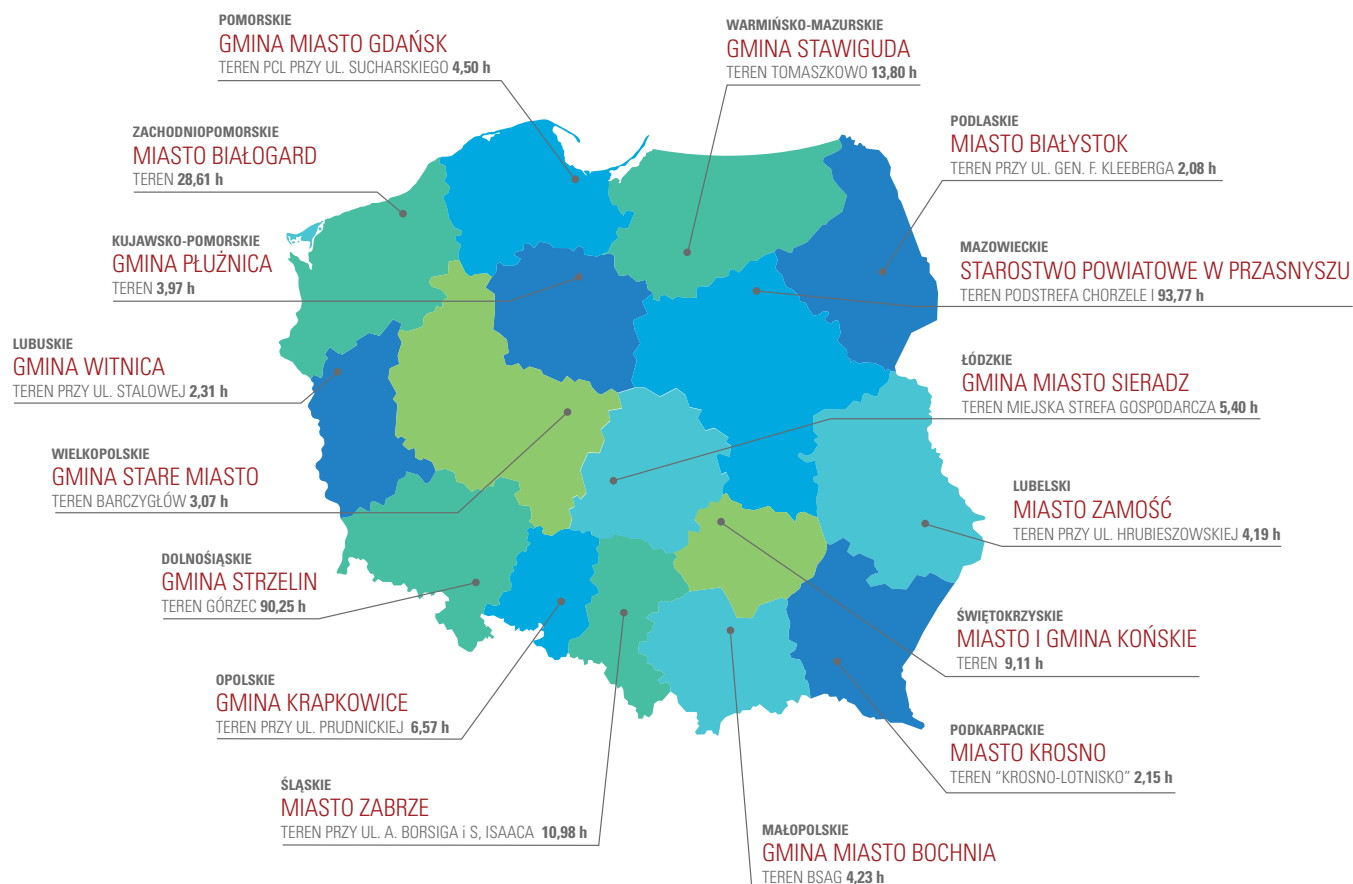 POMORSKIE
GMINA MIASTO GDAŃSK
TEREN PCL PRZY UL. SUCHARSKIEGO 4,50 h
WARMIŃSKO-MAZURSKIE
GMINA STAWIGUDA
TEREN TOMASZKOWO 13,80 h
ZACHODNIOPOMORSKIE
MIASTO BIAŁOGARD
TEREN 28,61 h
PODLASKIE
MIASTO BIAŁYSTOK
TEREN PRZY UL. GEN. F. KLEEBERGA 2,08 h
KUJAWSKO-POMORSKIE
GMINA PŁUŻNICA
TEREN 3,97 h
MAZOWIECKIE
STAROSTWO POWIATOWE W PRZASNYSZU
TEREN PODSTREFA CHORZELE I 93,77 h
LUBUSKIE
GMINA WITNICA
TEREN PRZY UL. STALOWEJ 2,31 h
ŁÓDZKIE
GMINA MIASTO SIERADZ
TEREN MIEJSKA STREFA GOSPODARCZA 5,40 h
WIELKOPOLSKIE
GMINA STARE MIASTO
TEREN BARCZYGŁÓW 3,07 h
LUBELSKI
MIASTO ZAMOŚĆ
TEREN PRZY UL. HRUBIESZOWSKIEJ 4,19 h
DOLNOŚIĄSKIE
GMINA STRZELIN
TEREN GÓRZEC 90,25 h
ŚWIĘTOKRZYSKIE
MIASTO I GMINA KOŃSKIE
TEREN 9,11 h
OPOLSKIE
GMINA KRAPKOWICE
TEREN PRZY UL. PRUDNICKIEJ 6,57 h
PODKARPACKIE
MIASTO KROSNO
TEREN "KROSNO-LOTNISKO" 2,15 h
ŚLĄSKIE
MIASTO ZABRZE
TEREN PRZY UL. A. BORSIGA i S, ISAACA 10,98 h
MAŁOPOLSKIE
GMINA MIASTO BOCHNIA
TEREN BSAG 4,23 h